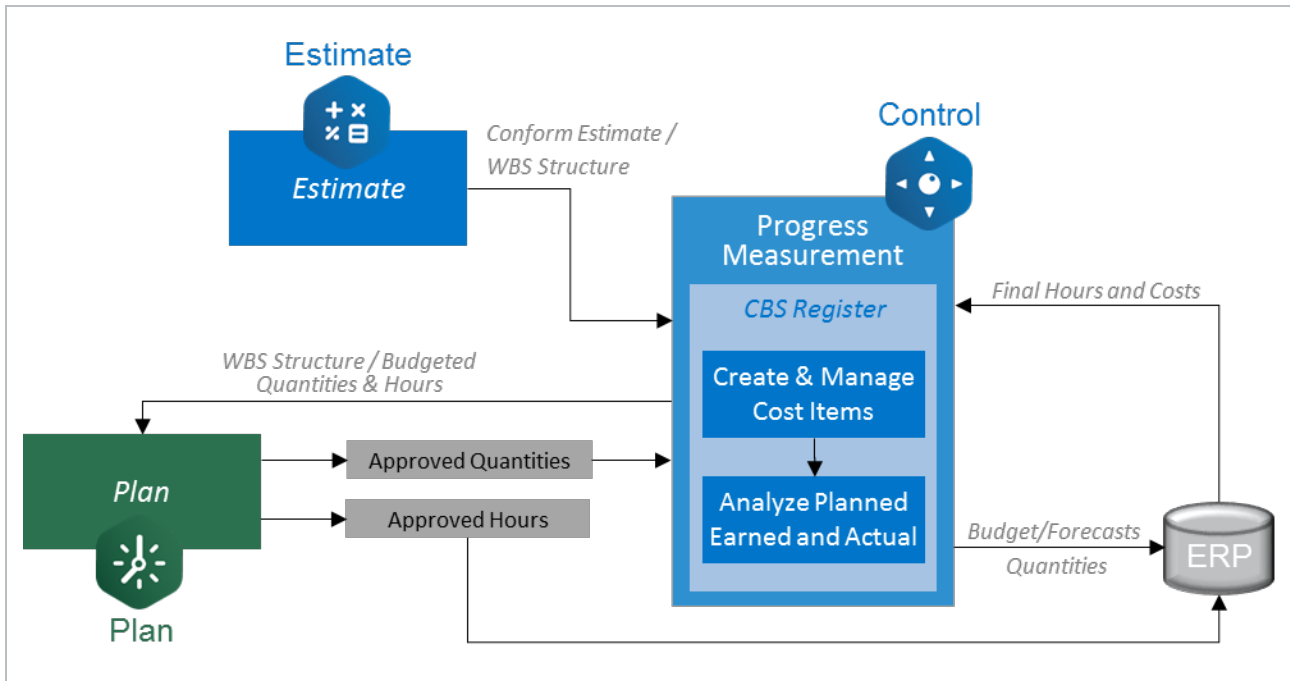 Estimate
Estimate
Conform Estimate /
WBS Structure
Control
Progress
Measurement
CBS Register
Create & Manage
Cost Items
Analyze Planned
Earned and Actual
Final Hours and Costs
WBS Structure / Budgeted
Quantities & Hours
Plan
Plan
Approved Quantities
Approved Hours
Budget/Forecasts
Quantities
ERP